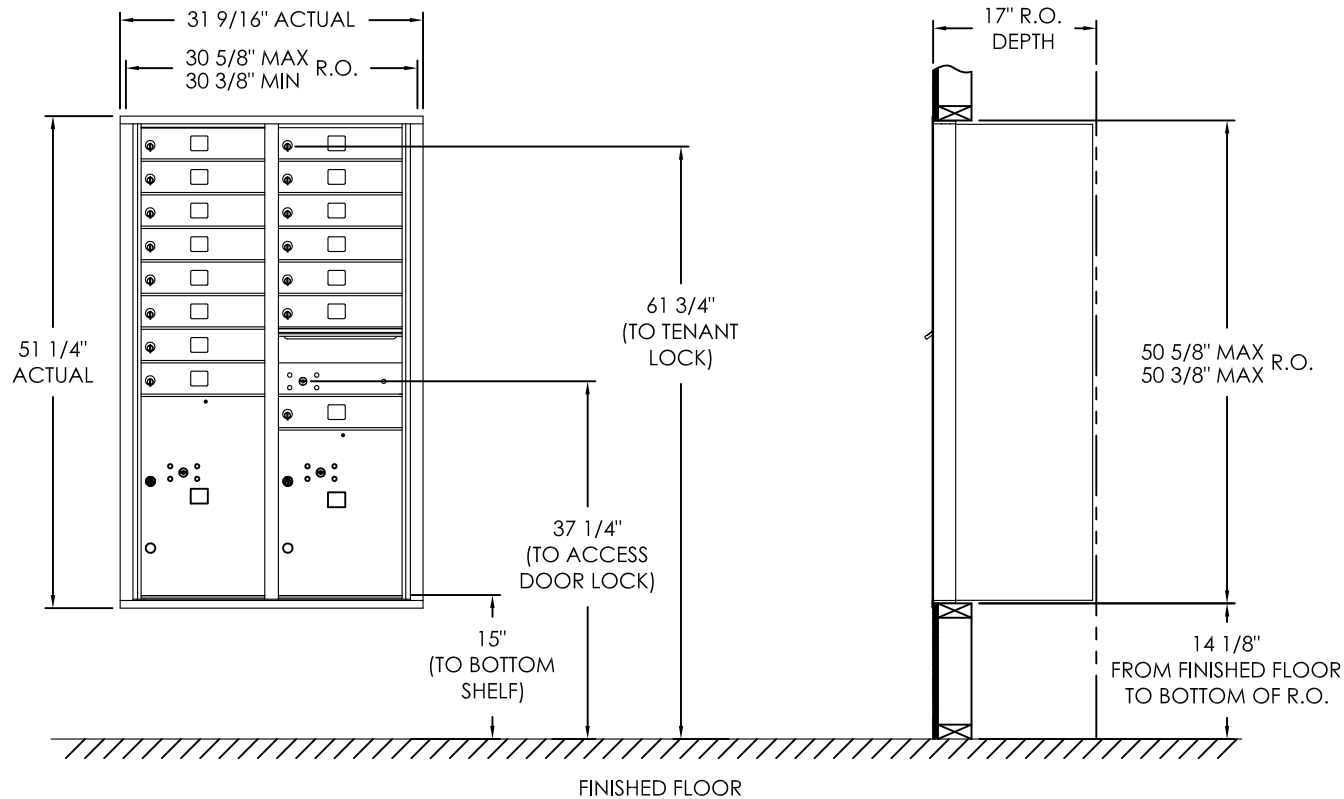 31 9/16" ACTUAL
30 5/8" MAX
30 3/8" MIN
R.O.
17" R.O.
DEPTH
51 1/4"
ACTUAL
61 3/4"
(TO TENANT
LOCK)
50 5/8" MAX
50 3/8" MAX
R.O.
37 1/4"
(TO ACCESS
DOOR LOCK)
15"
(TO BOTTOM
SHELF)
14 1/8"
FROM FINISHED FLOOR
TO BOTTOM OF R.O.
FINISHED FLOOR